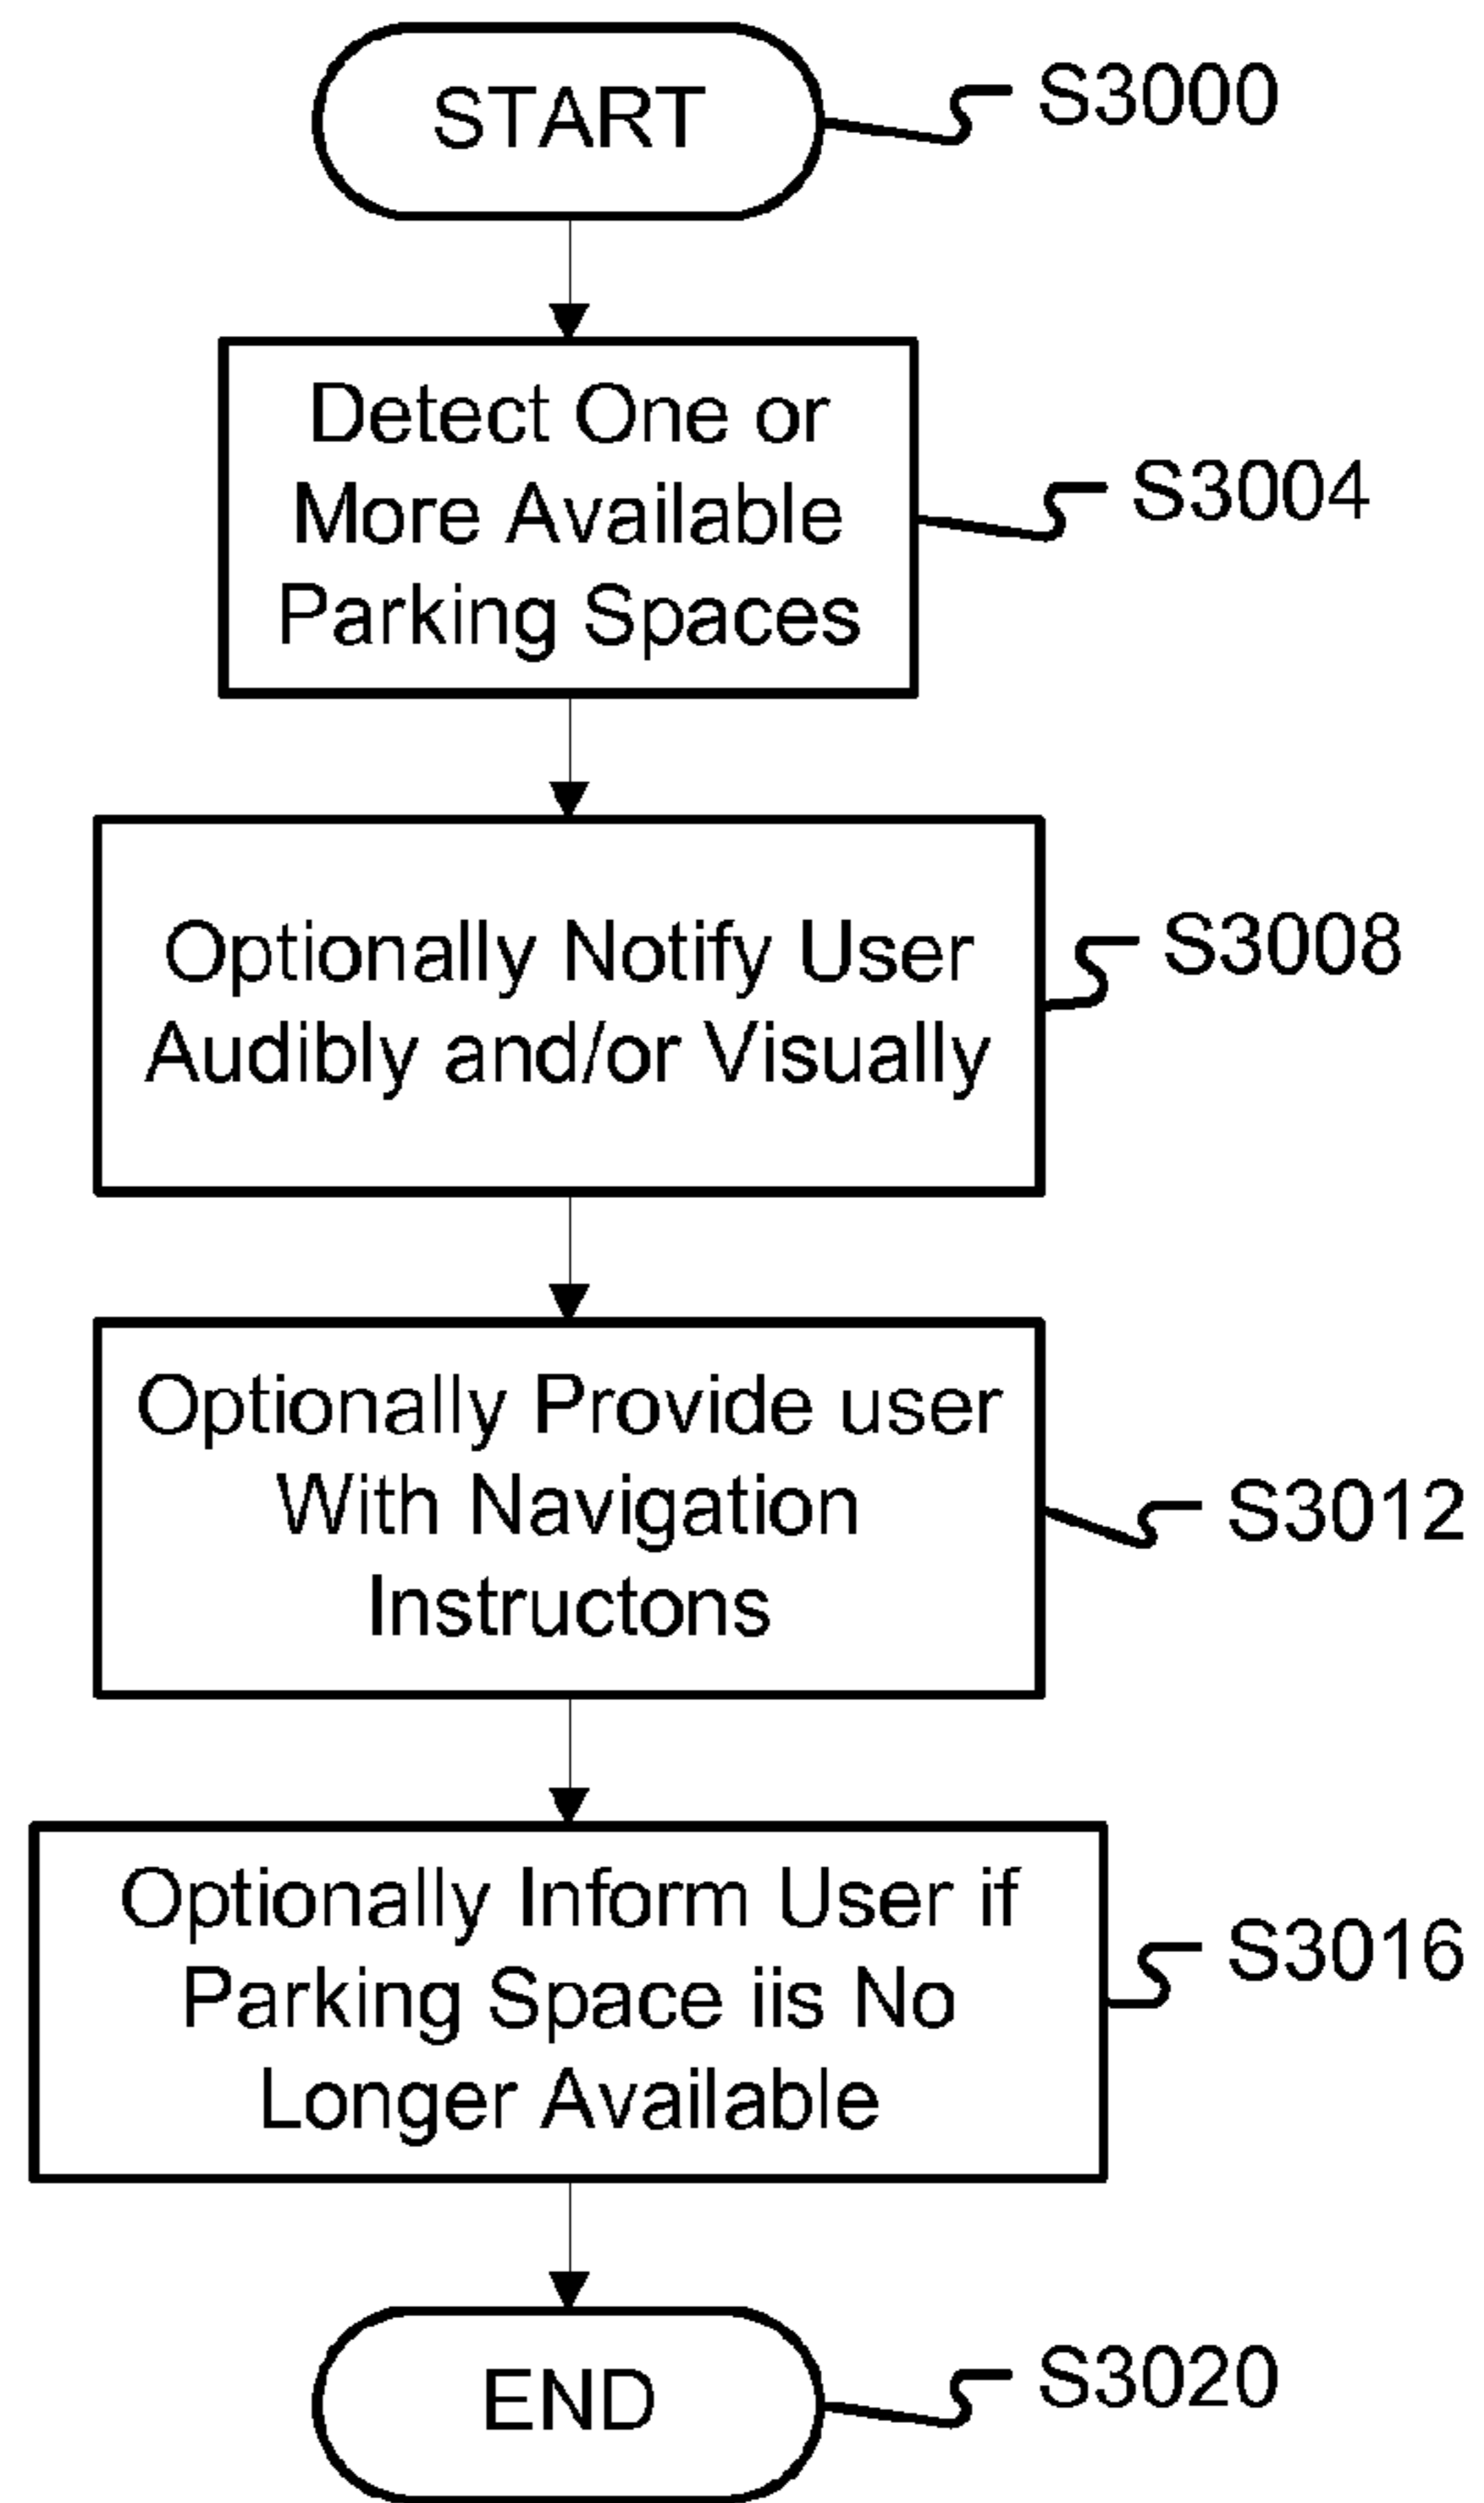 START
S3000
Detect One or
More Available
Parking Spaces
S3004
Optionally Notify User
Audibly and/or Visually
S3008
Optionally Provide user
With Navigation
Instructons
S3012
Optionally Inform User if
Parking Space iis No
Longer Available
S3016
END
S3020